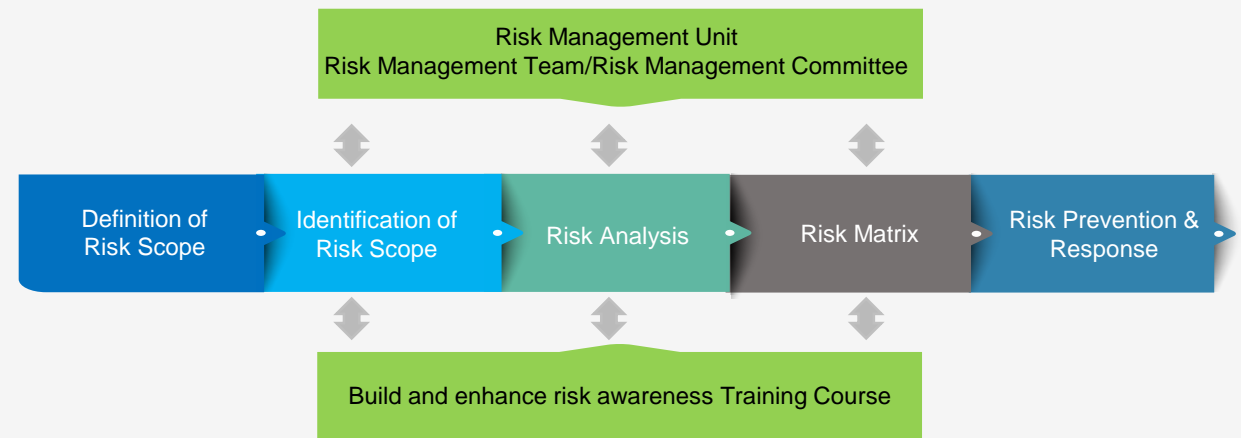 Risk Management Unit
Risk Management Team/Risk Management Committee
Definition of
Risk Scope
Identification of
Risk Scope
Risk Analysis
Risk Matrix
Risk Prevention &
Response
Build and enhance risk awareness Training Course